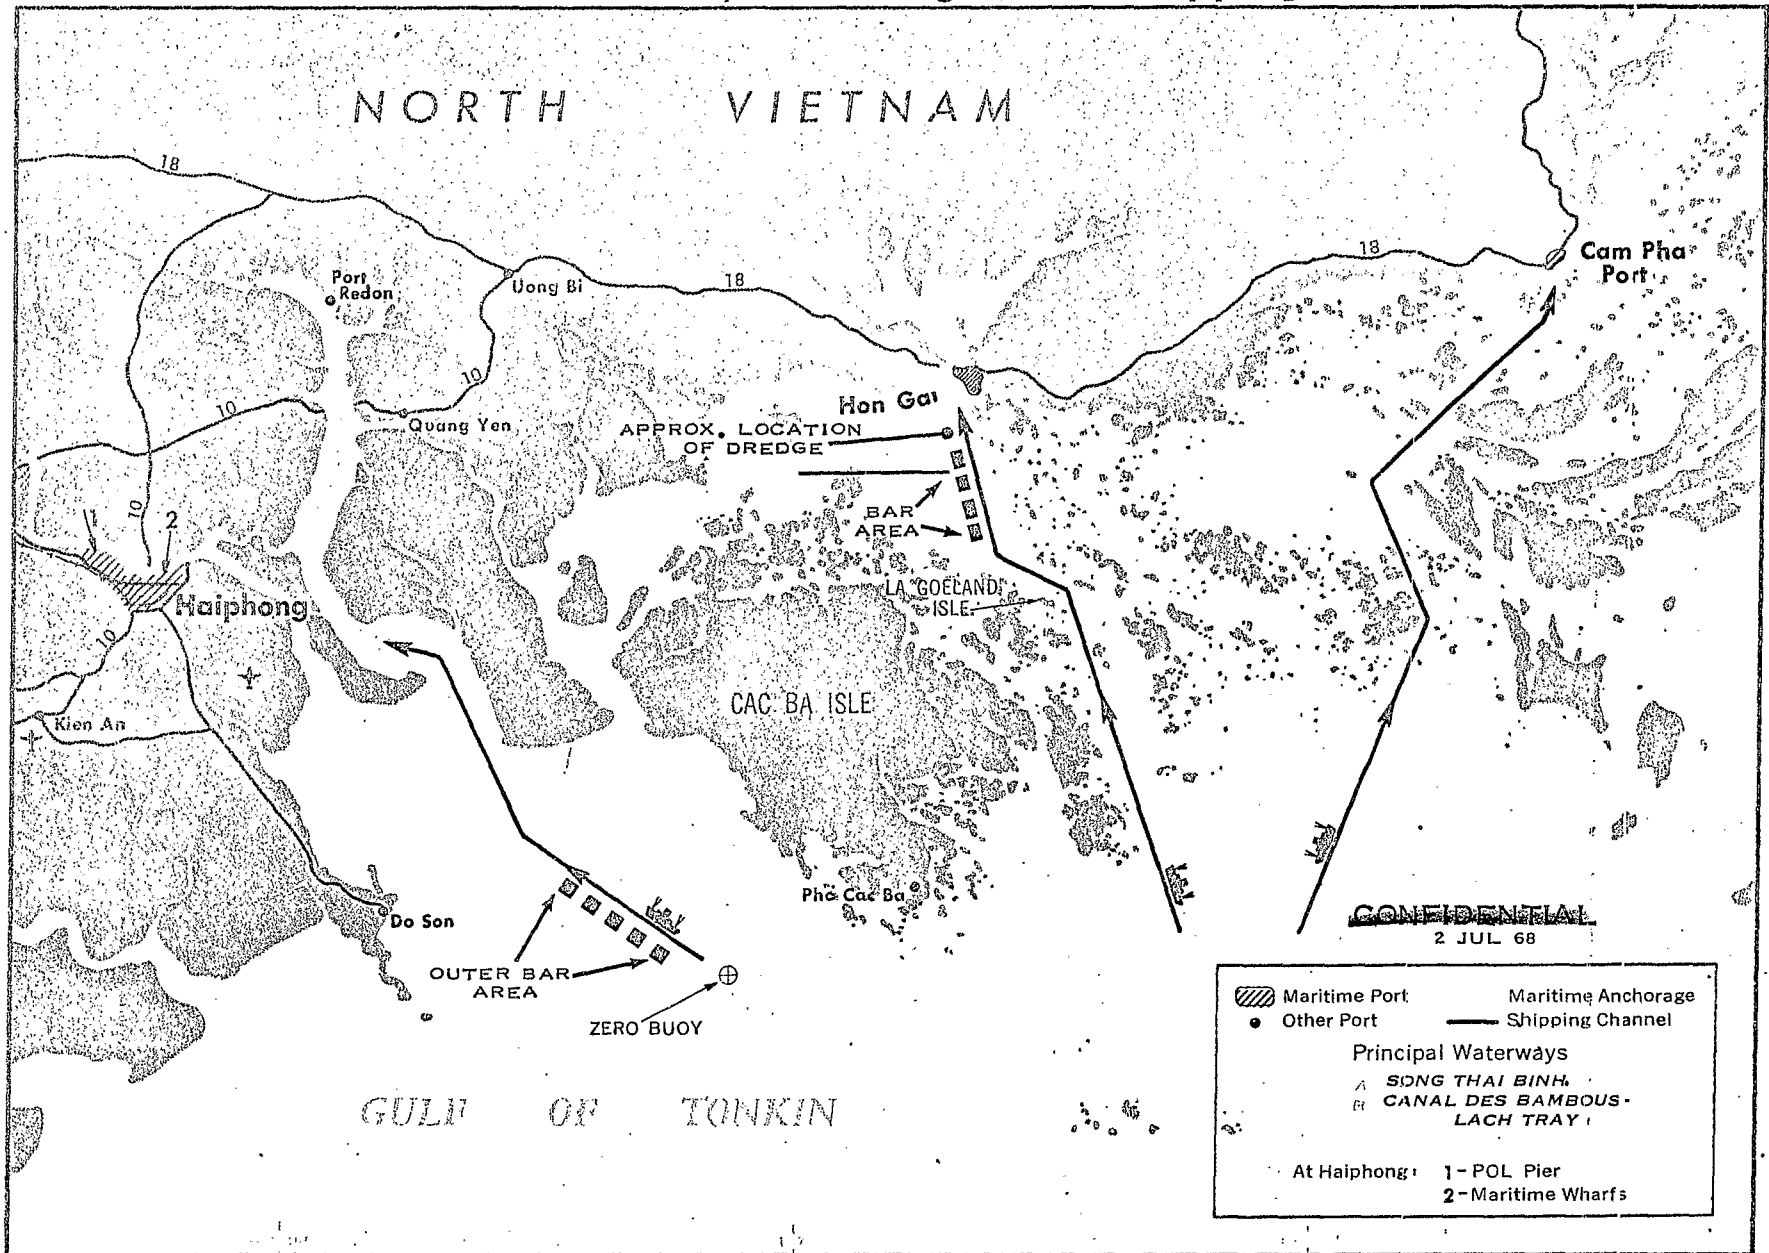 NORTH VIETNAM
18
Port
Redon
Uong Bi
18
18
Cam Pha
Port
10
10
Quang Yen
Hon Gai
APPROX. LOCATION
OF DREDGE
BAR
AREA
10
1
2
Haiphong
10
LA GOELAND
ISLE
CAC BA ISLE
Kien An
Do Son
Pho Cac Ba
OUTER BAR
AREA
ZERO BUOY
CONFIDENTIAL
2 JUL 68
GULF OF TONKIN
Maritime Port
Maritime Anchorage
Other Port
Shipping Channel
Principal Waterways
A SONG THAI BINH
B CANAL DES BAMBOUS-
LACH TRAY
At Haiphong: 1-POL Pier
2-Maritime Wharfs